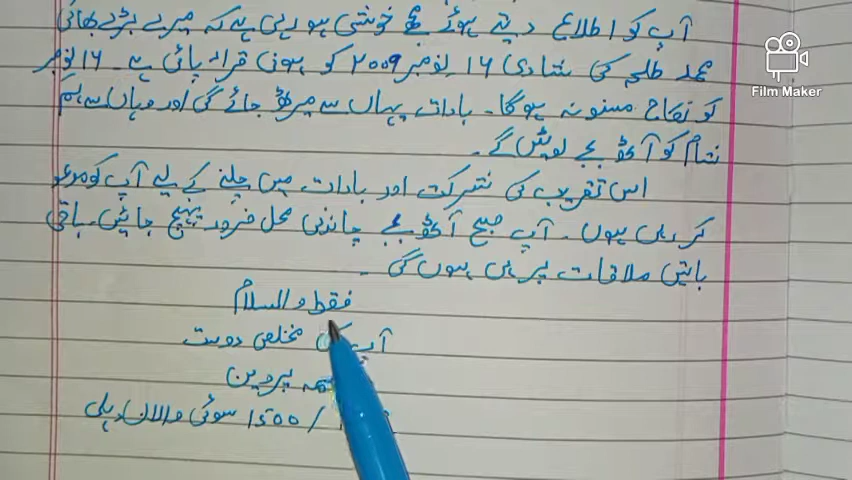 آپ کو اطلاع دیتے ہوئے مجھے خوشی ہو رہی ہے کہ میرے بڑے بھائی
محمد طلحہ کی شادی ۱۶ نومبر ۲۰۰۹ کو ہونی قرار پائی ہے۔ ۱۶ نومبر
کو نکاح مسنونہ ہوگا۔ بارات یہاں سے میرٹھ جائے گی اور وہاں سے ہم
شام کو آٹھ بجے لوٹیں گے۔
اس تقریب کی شرکت اور بارات میں چلنے کے لیے آپ کو مدعو
کر رہی ہوں۔ آپ صبح آٹھ بجے چاندنی محل ضرور پہنچ جائیں۔ باقی
باتیں ملاقات پر ہی ہوں گی۔
فقط والسلام
آپ کی مخلص دوست
پروین
/ ۱۵۰۰ سوئی والان دہلی
Film Maker